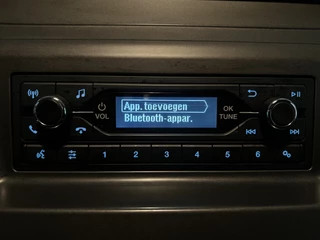 App. toevoegen
OK
VOL
Bluetooth-appar.
TUNE
1 2 3 4 5 6